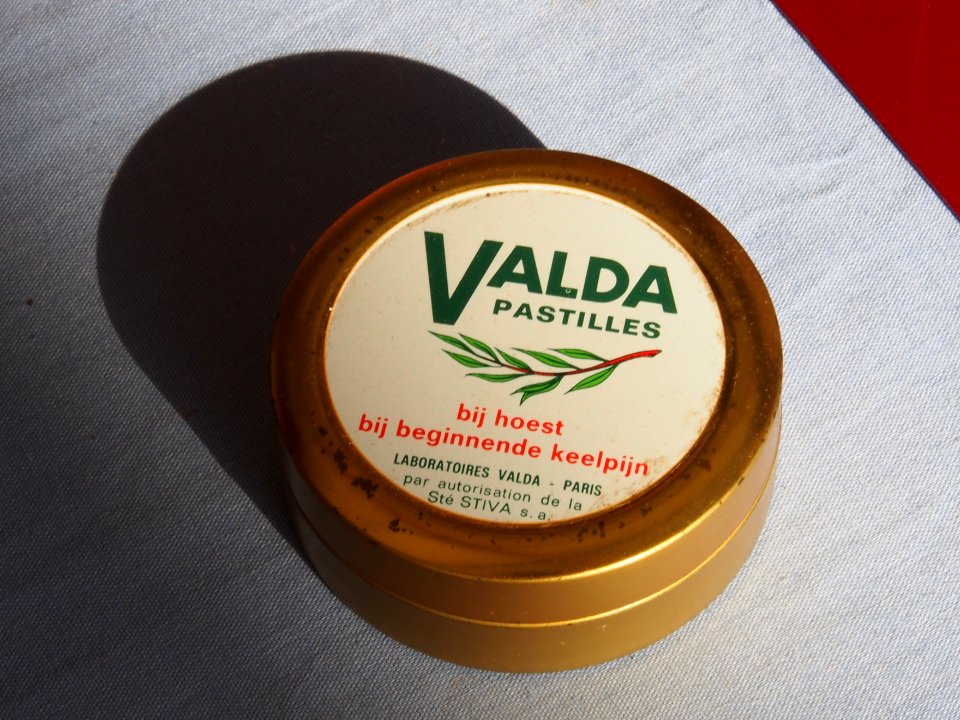 VALDA
PASTILLES
bij hoest
bij beginnende keelpijn
LABORATOIRES VALDA - PARIS
par autorisation de la
Sté STIVA s.a.